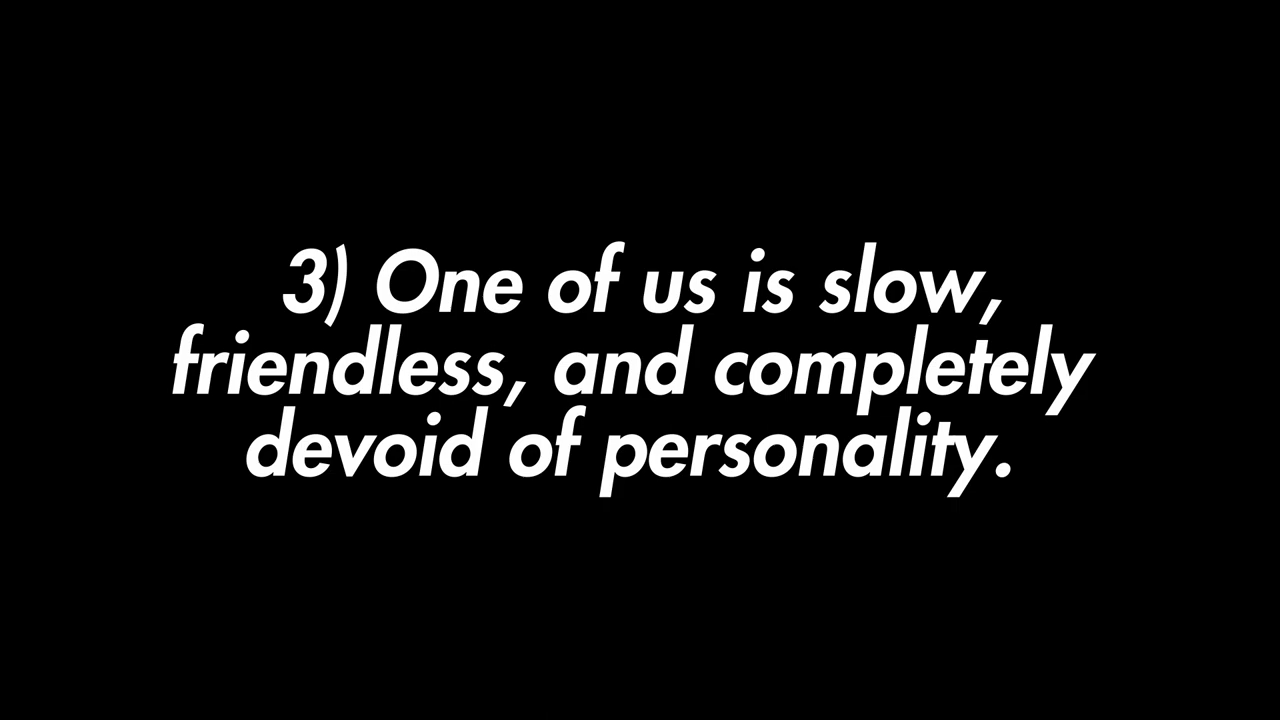 3) One of us is slow,
friendless, and completely
devoid of personality.